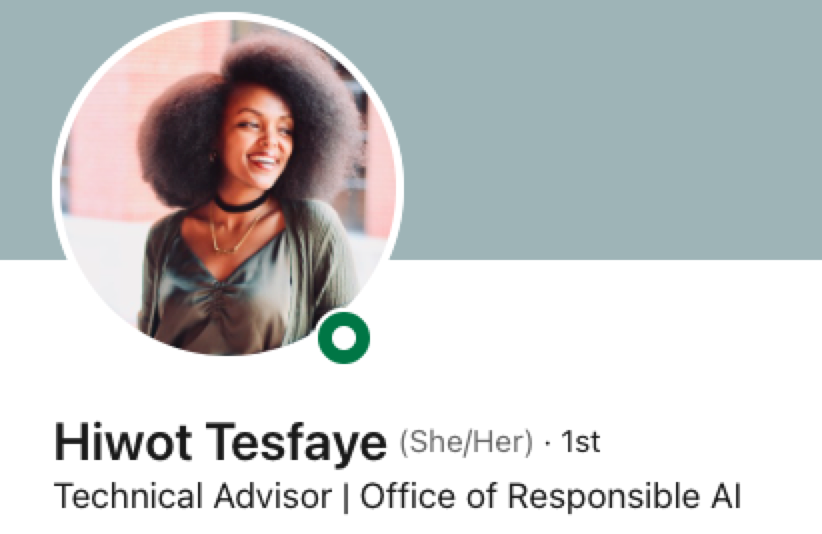 Hiwot Tesfaye (She/Her) · 1st
Technical Advisor | Office of Responsible AI